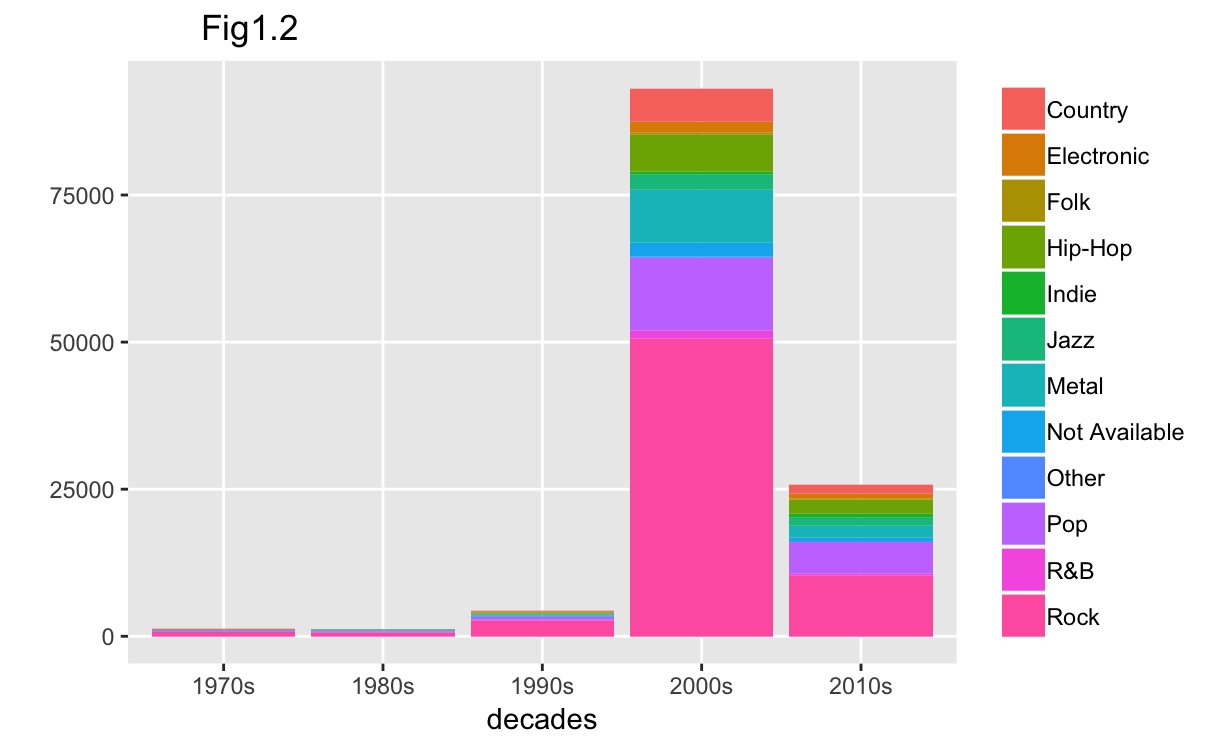 Fig1.2
75000
50000
25000
0
1970s 1980s 1990s 2000s 2010s
decades
Country
Electronic
Folk
Hip-Hop
Indie
Jazz
Metal
Not Available
Other
Pop
R&B
Rock